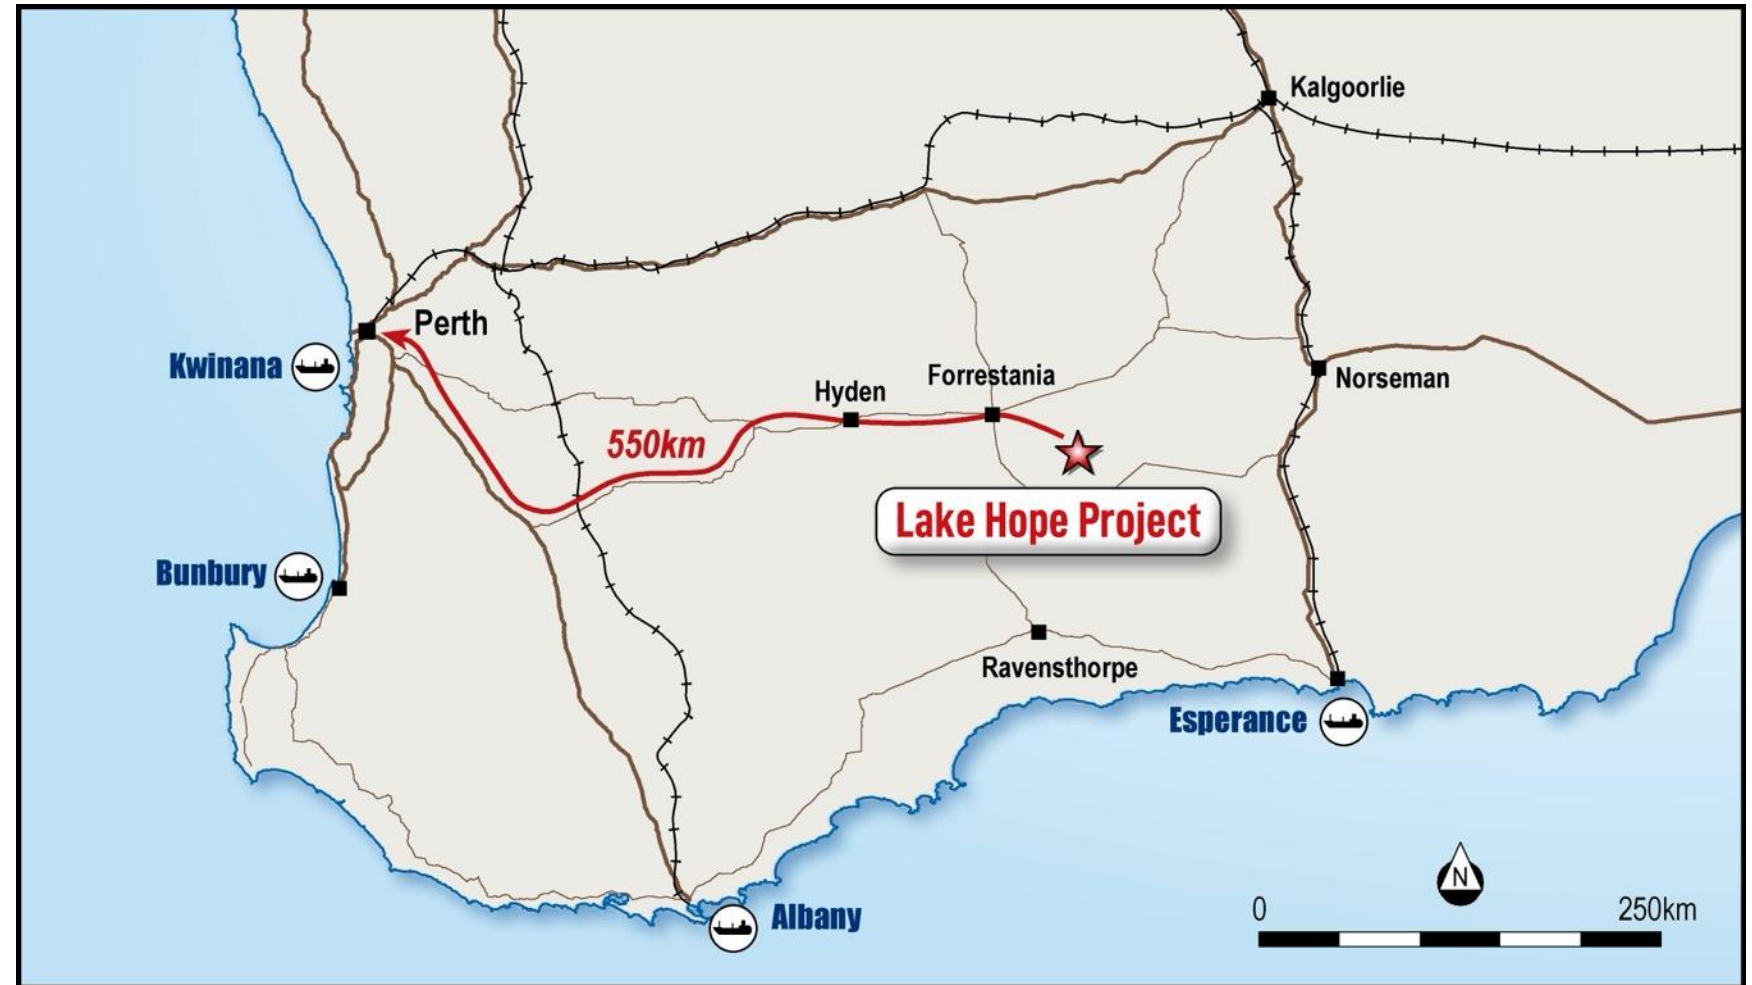 Kalgoorlie
Perth
Kwinana
Forrestania
Hyden
Norseman
550km
Lake Hope Project
Bunbury
Ravensthorpe
Esperance
N
0
250km
Albany